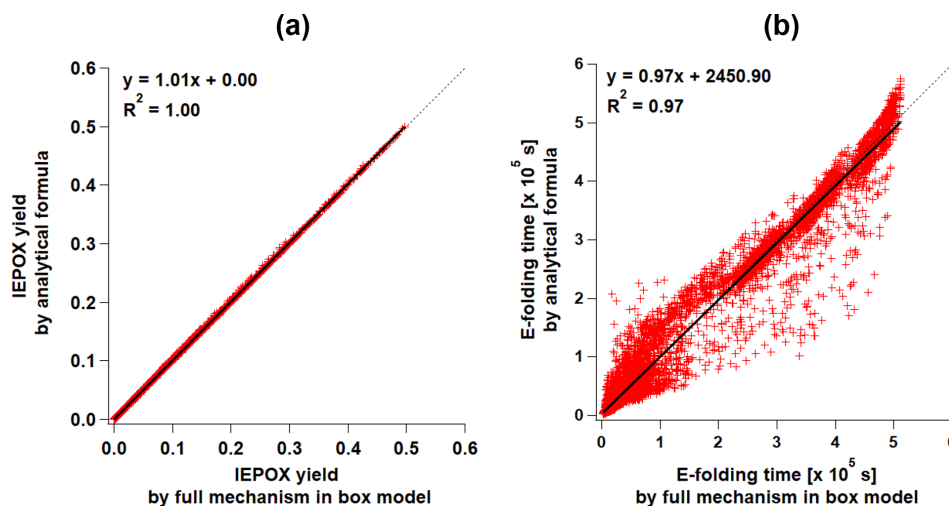 (a)
y = 1.01x + 0.00
R² = 1.00
0.6
0.5
0.4
0.3
0.2
0.1
0.0
IEPOX yield
by analytical formula
0.0 0.1 0.2 0.3 0.4 0.5 0.6
IEPOX yield
by full mechanism in box model
(b)
y = 0.97x + 2450.90
R² = 0.97
6
5
4
3
2
1
0
E-folding time [x 10⁵ s]
by analytical formula
0 1 2 3 4 5
E-folding time [x 10⁵ s]
by full mechanism in box model